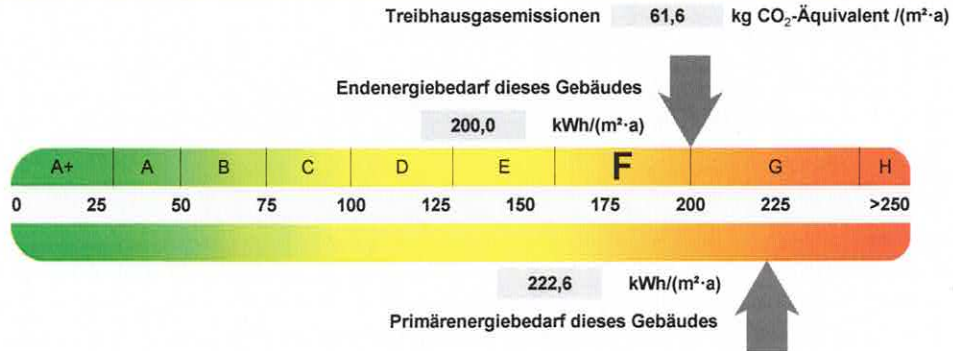 Treibhausgasemissionen 61,6 kg CO₂-Äquivalent /(m²·a)
Endenergiebedarf dieses Gebäudes
200,0 kWh/(m²·a)
A+ A B C D E F G H
0 25 50 75 100 125 150 175 200 225 >250
222,6 kWh/(m²·a)
Primärenergiebedarf dieses Gebäudes